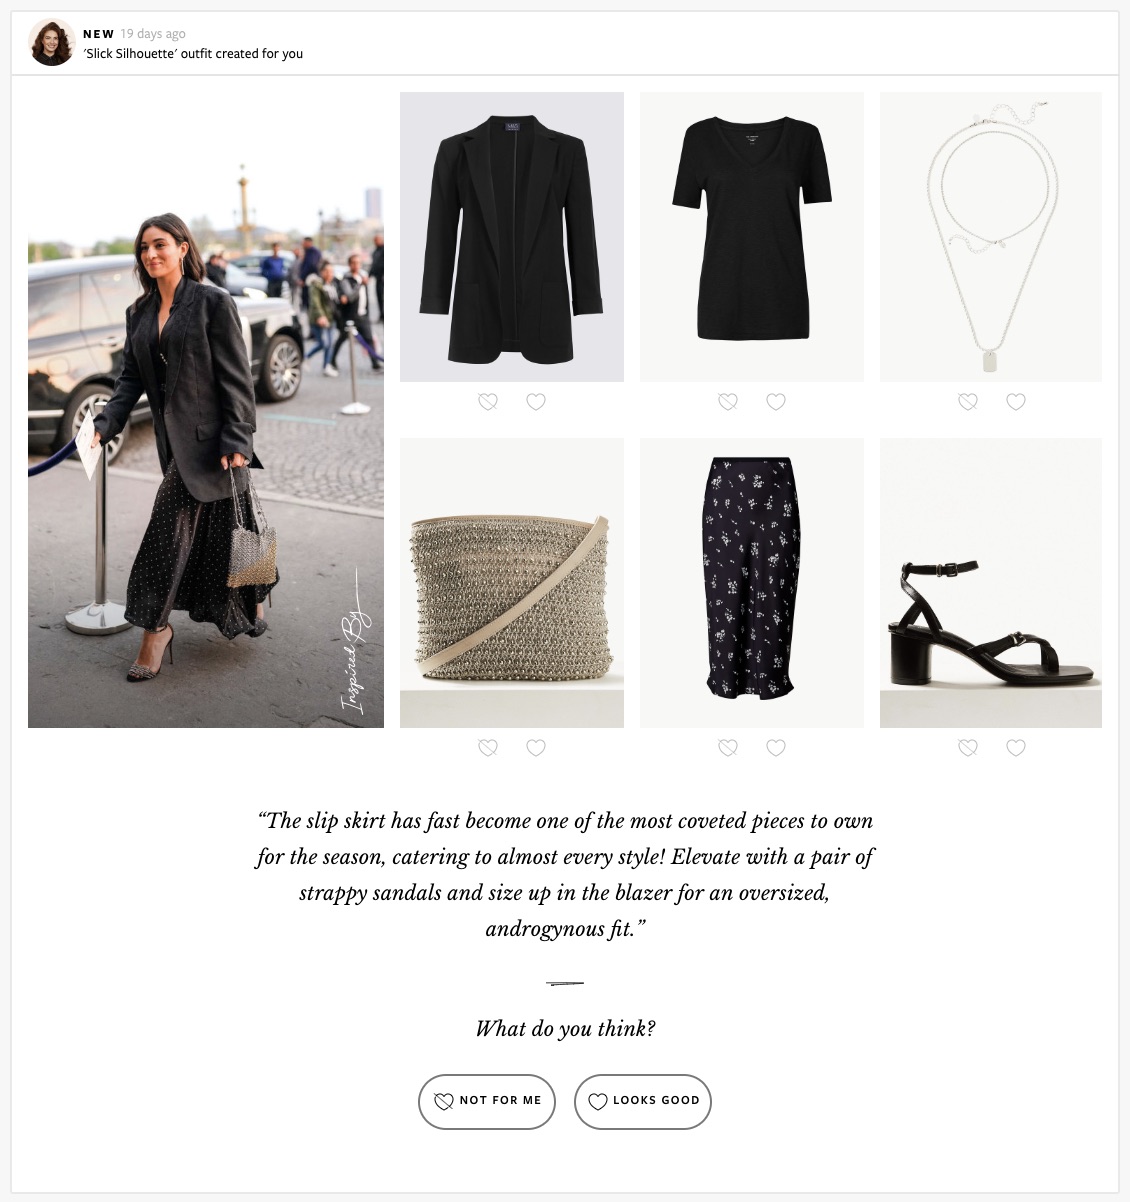 NEW 19 days ago
‘Slick Silhouette’ outfit created for you
Inspired By
“The slip skirt has fast become one of the most coveted pieces to own
for the season, catering to almost every style! Elevate with a pair of
strappy sandals and size up in the blazer for an oversized,
androgynous fit.”
What do you think?
NOT FOR ME
LOOKS GOOD